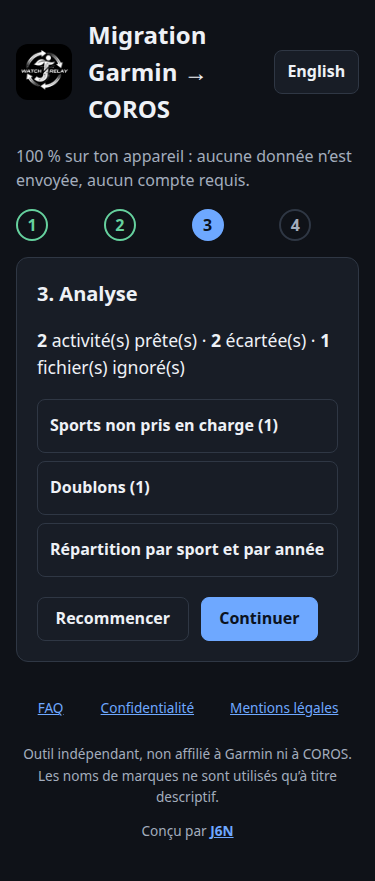 WATCH RELAY
Migration
Garmin →
COROS
English
100 % sur ton appareil : aucune donnée n’est
envoyée, aucun compte requis.
1 2 3 4
3. Analyse
2 activité(s) prête(s) · 2 écartée(s) · 1
fichier(s) ignoré(s)
Sports non pris en charge (1)
Doublons (1)
Répartition par sport et par année
Recommencer Continuer
FAQ Confidentialité Mentions légales
Outil indépendant, non affilié à Garmin ni à COROS.
Les noms de marques ne sont utilisés qu’à titre
descriptif.
Conçu par J6N